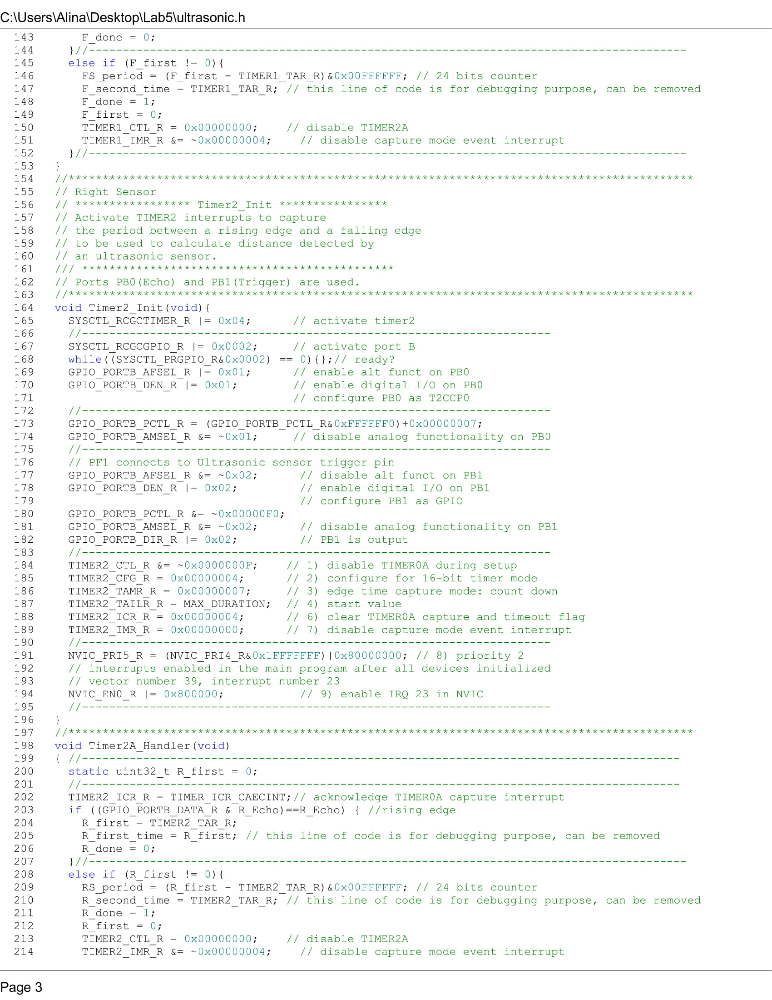 C:\Users\Alina\Desktop\Lab5\ultrasonic.h
143       F_done = 0;
144     }//----------------------------------------------------------------------------------------
145     else if (F_first != 0){
146       FS_period = (F_first - TIMER1_TAR_R)&0x00FFFFFF; // 24 bits counter
147       F_second_time = TIMER1_TAR_R; // this line of code is for debugging purpose, can be removed
148       F_done = 1;
149       F_first = 0;
150       TIMER1_CTL_R = 0x00000000;    // disable TIMER2A
151       TIMER1_IMR_R &= ~0x00000004;    // disable capture mode event interrupt
152     }//----------------------------------------------------------------------------------------
153   }
154   //********************************************************************************************
155   // Right Sensor
156   // ***************** Timer2_Init ****************
157   // Activate TIMER2 interrupts to capture
158   // the period between a rising edge and a falling edge
159   // to be used to calculate distance detected by
160   // an ultrasonic sensor.
161   /// **********************************************
162   // Ports PB0(Echo) and PB1(Trigger) are used.
163   //********************************************************************************************
164   void Timer2_Init(void){
165     SYSCTL_RCGCTIMER_R |= 0x04;      // activate timer2
166     //---------------------------------------------------------------------
167     SYSCTL_RCGCGPIO_R |= 0x0002;     // activate port B
168     while((SYSCTL_PRGPIO_R&0x0002) == 0){};// ready?
169     GPIO_PORTB_AFSEL_R |= 0x01;      // enable alt funct on PB0
170     GPIO_PORTB_DEN_R |= 0x01;        // enable digital I/O on PB0
171                                      // configure PB0 as T2CCP0
172     //---------------------------------------------------------------------
173     GPIO_PORTB_PCTL_R = (GPIO_PORTB_PCTL_R&0xFFFFFFF0)+0x00000007;
174     GPIO_PORTB_AMSEL_R &= ~0x01;     // disable analog functionality on PB0
175     //---------------------------------------------------------------------
176     // PF1 connects to Ultrasonic sensor trigger pin
177     GPIO_PORTB_AFSEL_R &= ~0x02;      // disable alt funct on PB1
178     GPIO_PORTB_DEN_R |= 0x02;         // enable digital I/O on PB1
179                                       // configure PB1 as GPIO
180     GPIO_PORTB_PCTL_R &= ~0x00000F0;
181     GPIO_PORTB_AMSEL_R &= ~0x02;      // disable analog functionality on PB1
182     GPIO_PORTB_DIR_R |= 0x02;         // PB1 is output
183     //---------------------------------------------------------------------
184     TIMER2_CTL_R &= ~0x0000000F;    // 1) disable TIMER0A during setup
185     TIMER2_CFG_R = 0x00000004;      // 2) configure for 16-bit timer mode
186     TIMER2_TAMR_R = 0x00000007;     // 3) edge time capture mode: count down
187     TIMER2_TAILR_R = MAX_DURATION;  // 4) start value
188     TIMER2_ICR_R = 0x00000004;      // 6) clear TIMER0A capture and timeout flag
189     TIMER2_IMR_R = 0x00000000;      // 7) disable capture mode event interrupt
190     //---------------------------------------------------------------------
191     NVIC_PRI5_R = (NVIC_PRI4_R&0x1FFFFFFF)|0x80000000; // 8) priority 2
192     // interrupts enabled in the main program after all devices initialized
193     // vector number 39, interrupt number 23
194     NVIC_EN0_R |= 0x800000;           // 9) enable IRQ 23 in NVIC
195     //---------------------------------------------------------------------
196   }
197   //********************************************************************************************
198   void Timer2A_Handler(void)
199   { //----------------------------------------------------------------------------------------
200     static uint32_t R_first = 0;
201     //----------------------------------------------------------------------------------------
202     TIMER2_ICR_R = TIMER_ICR_CAECINT;// acknowledge TIMER0A capture interrupt
203     if ((GPIO_PORTB_DATA_R & R_Echo)==R_Echo) { //rising edge
204       R_first = TIMER2_TAR_R;
205       R_first_time = R_first; // this line of code is for debugging purpose, can be removed
206       R_done = 0;
207     }//----------------------------------------------------------------------------------------
208     else if (R_first != 0){
209       RS_period = (R_first - TIMER2_TAR_R)&0x00FFFFFF; // 24 bits counter
210       R_second_time = TIMER2_TAR_R; // this line of code is for debugging purpose, can be removed
211       R_done = 1;
212       R_first = 0;
213       TIMER2_CTL_R = 0x00000000;    // disable TIMER2A
214       TIMER2_IMR_R &= ~0x00000004;    // disable capture mode event interrupt
Page 3